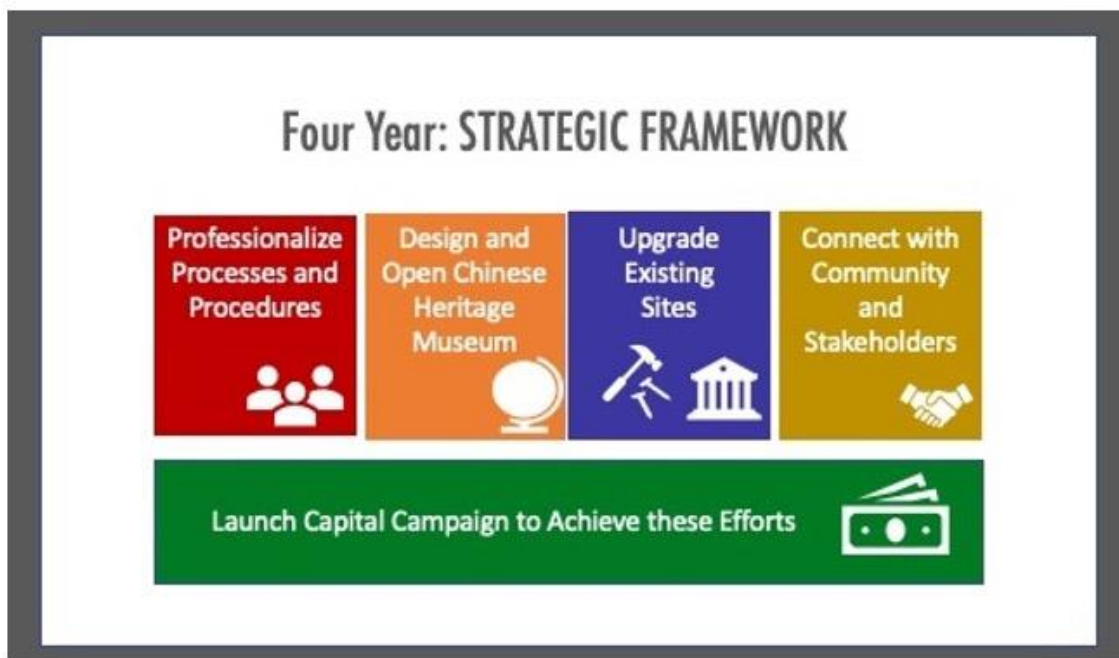 Four Year: STRATEGIC FRAMEWORK
Professionalize
Processes and
Procedures
Design and
Open Chinese
Heritage
Museum
Upgrade
Existing
Sites
Connect with
Community
and
Stakeholders
Launch Capital Campaign to Achieve these Efforts